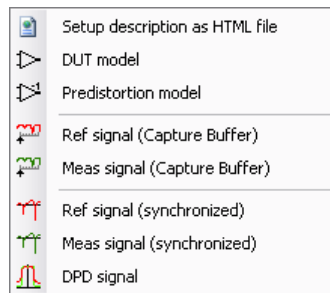 Setup description as HTML file
DUT model
Predistortion model
Ref signal (Capture Buffer)
Meas signal (Capture Buffer)
Ref signal (synchronized)
Meas signal (synchronized)
DPD signal